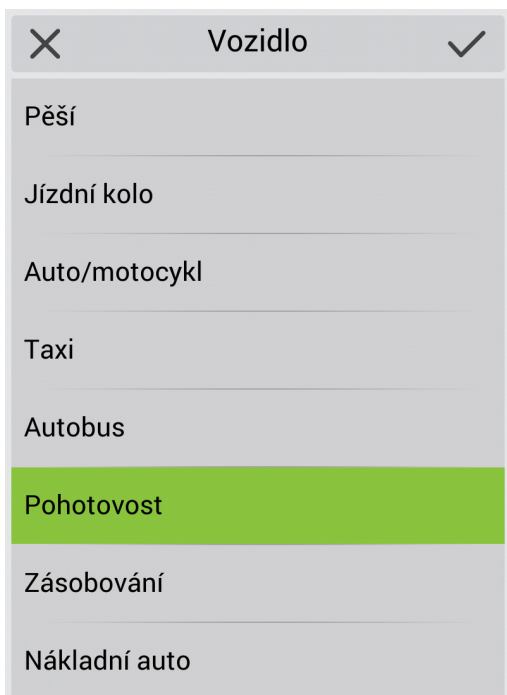 Vozidlo
Pěší
Jízdní kolo
Auto/motocykl
Taxi
Autobus
Pohotovost
Zásobování
Nákladní auto